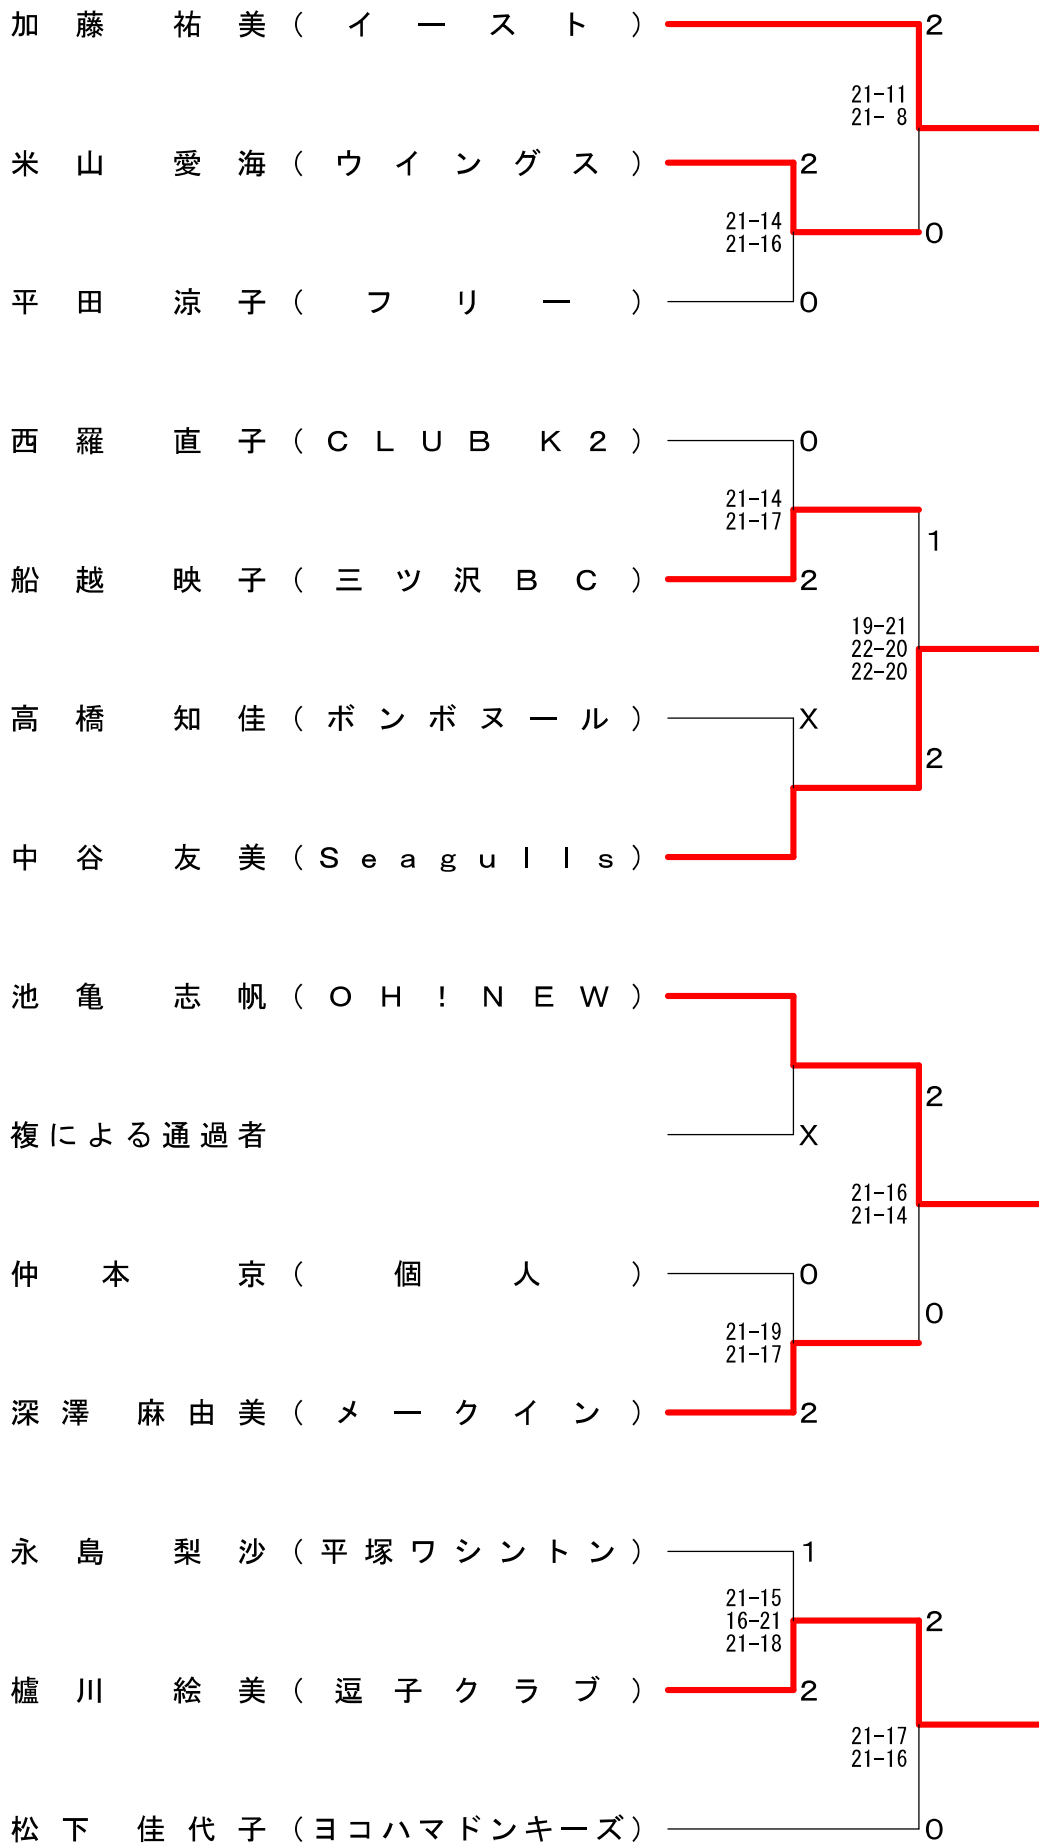 加藤 祐美(イースト)
2
21-11
21- 8
米山 愛海(ウイングス)
2
21-14
21-16
0
平田 涼子(フリー)
0
西羅 直子(CLUB K2)
0
21-14
21-17
1
船越 映子(三ツ沢BC)
2
19-21
22-20
22-20
高橋 知佳(ボンボヌール)
X
2
中谷 友美(Seagulls)
池亀 志帆(OH!NEW)
2
複による通過者
X
21-16
21-14
仲本 京(個人)
0
0
21-19
21-17
深澤 麻由美(メークイン)
2
永島 梨沙(平塚ワシントン)
1
21-15
16-21
21-18
2
櫨川 絵美(逗子クラブ)
2
21-17
21-16
松下 佳代子(ヨコハマドンキーズ)
0